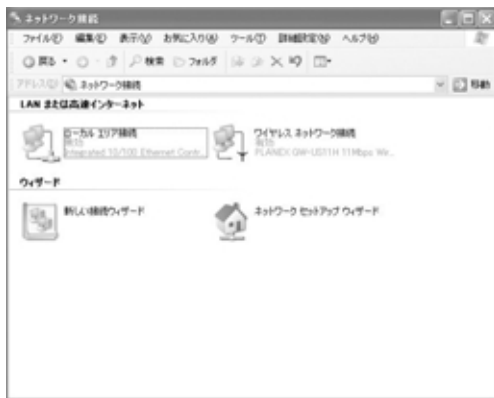 ネットワーク接続
ファイル(F) 編集(E) 表示(V) お気に入り(A) ツール(T) 詳細設定(N) ヘルプ(H)
戻る 検索 フォルダ
アドレス(D) ネットワーク接続 移動
LAN または高速インターネット
ローカル エリア接続
有効
Integrated 10/100 Ethernet Contr...
ワイヤレス ネットワーク接続
有効
PLANEX GW-US11H 11Mbps Wir...
ウィザード
新しい接続ウィザード
ネットワーク セットアップ ウィザード